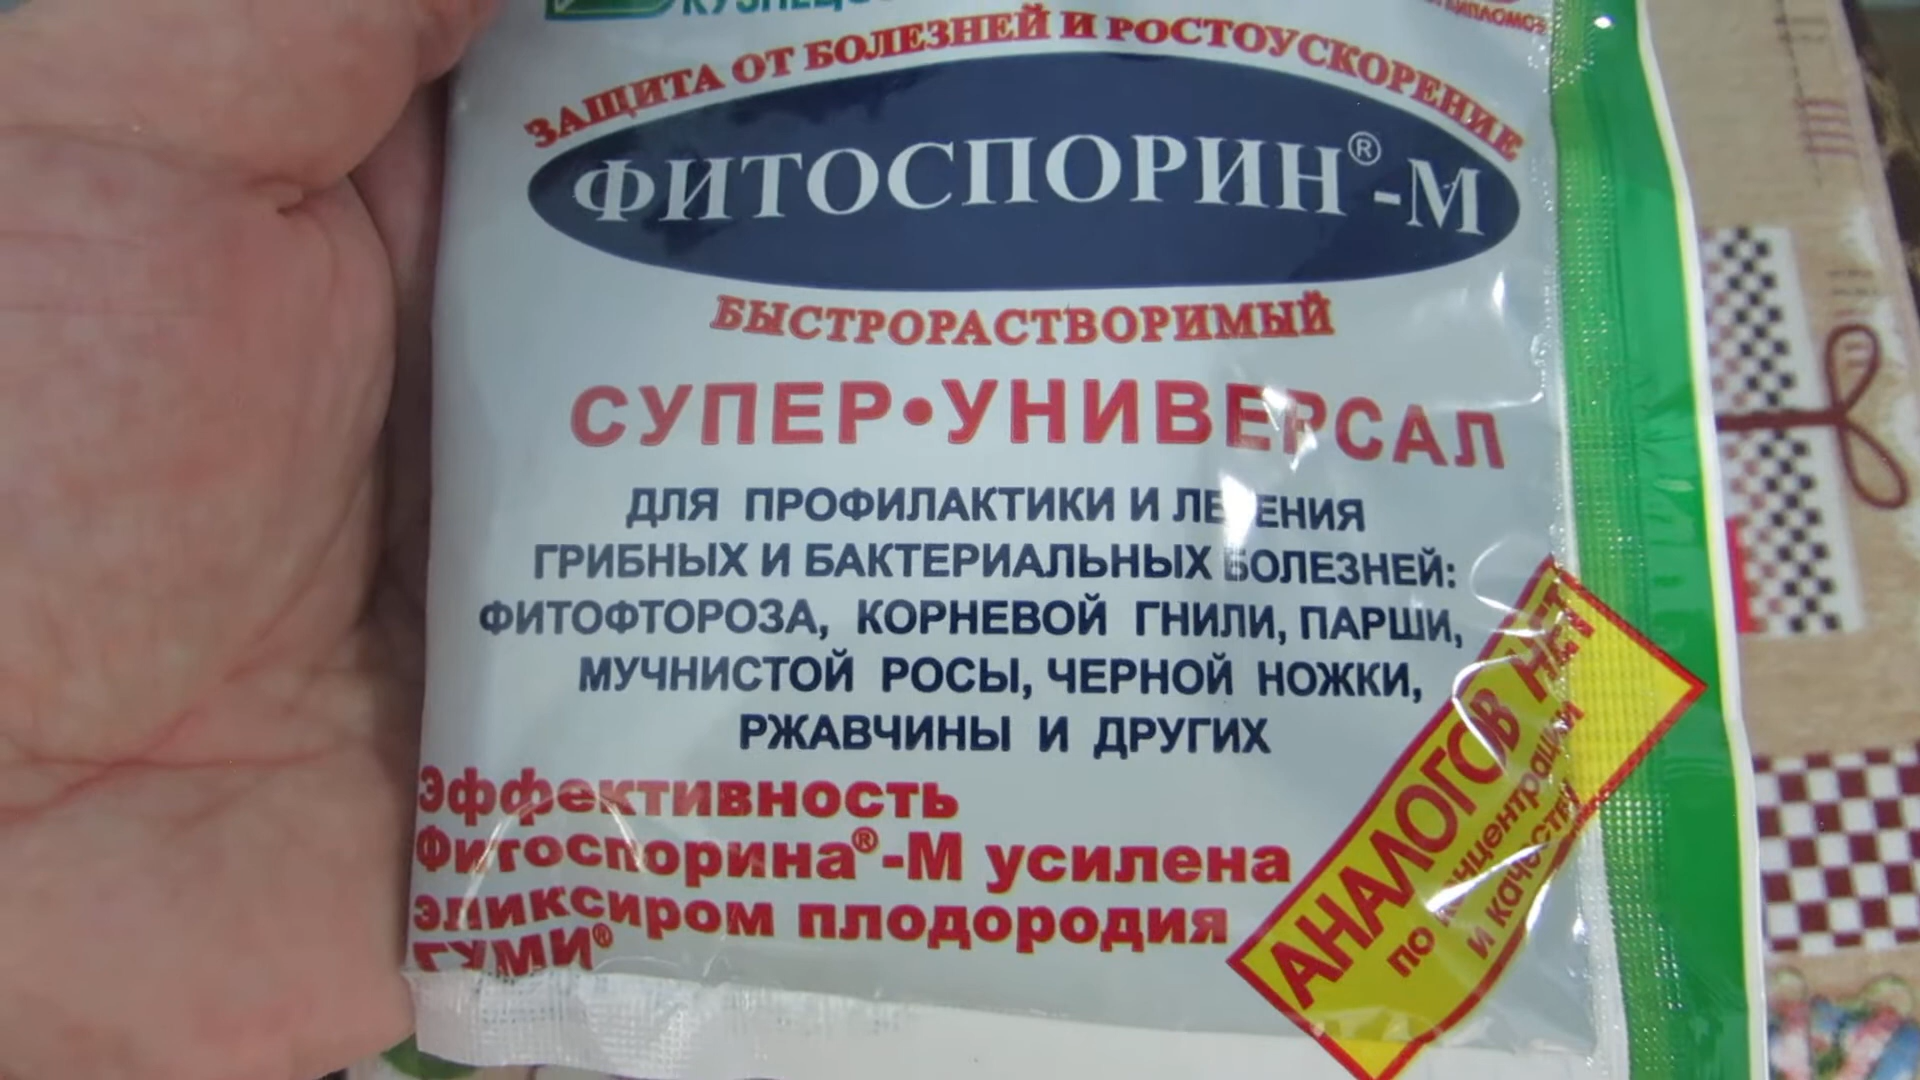 ЗАЩИТА ОТ БОЛЕЗНЕЙ И РОСТОУСКОРЕНИЕ
ФИТОСПОРИН®-М
БЫСТРОРАСТВОРИМЫЙ
СУПЕР•УНИВЕРСАЛ
ДЛЯ ПРОФИЛАКТИКИ И ЛЕЧЕНИЯ
ГРИБНЫХ И БАКТЕРИАЛЬНЫХ БОЛЕЗНЕЙ:
ФИТОФТОРОЗА, КОРНЕВОЙ ГНИЛИ, ПАРШИ,
МУЧНИСТОЙ РОСЫ, ЧЕРНОЙ НОЖКИ,
РЖАВЧИНЫ И ДРУГИХ
Эффективность
Фитоспорина®-М усилена
эликсиром плодородия
ГУМИ®
АНАЛОГОВ НЕТ
по концентрации
и качеству